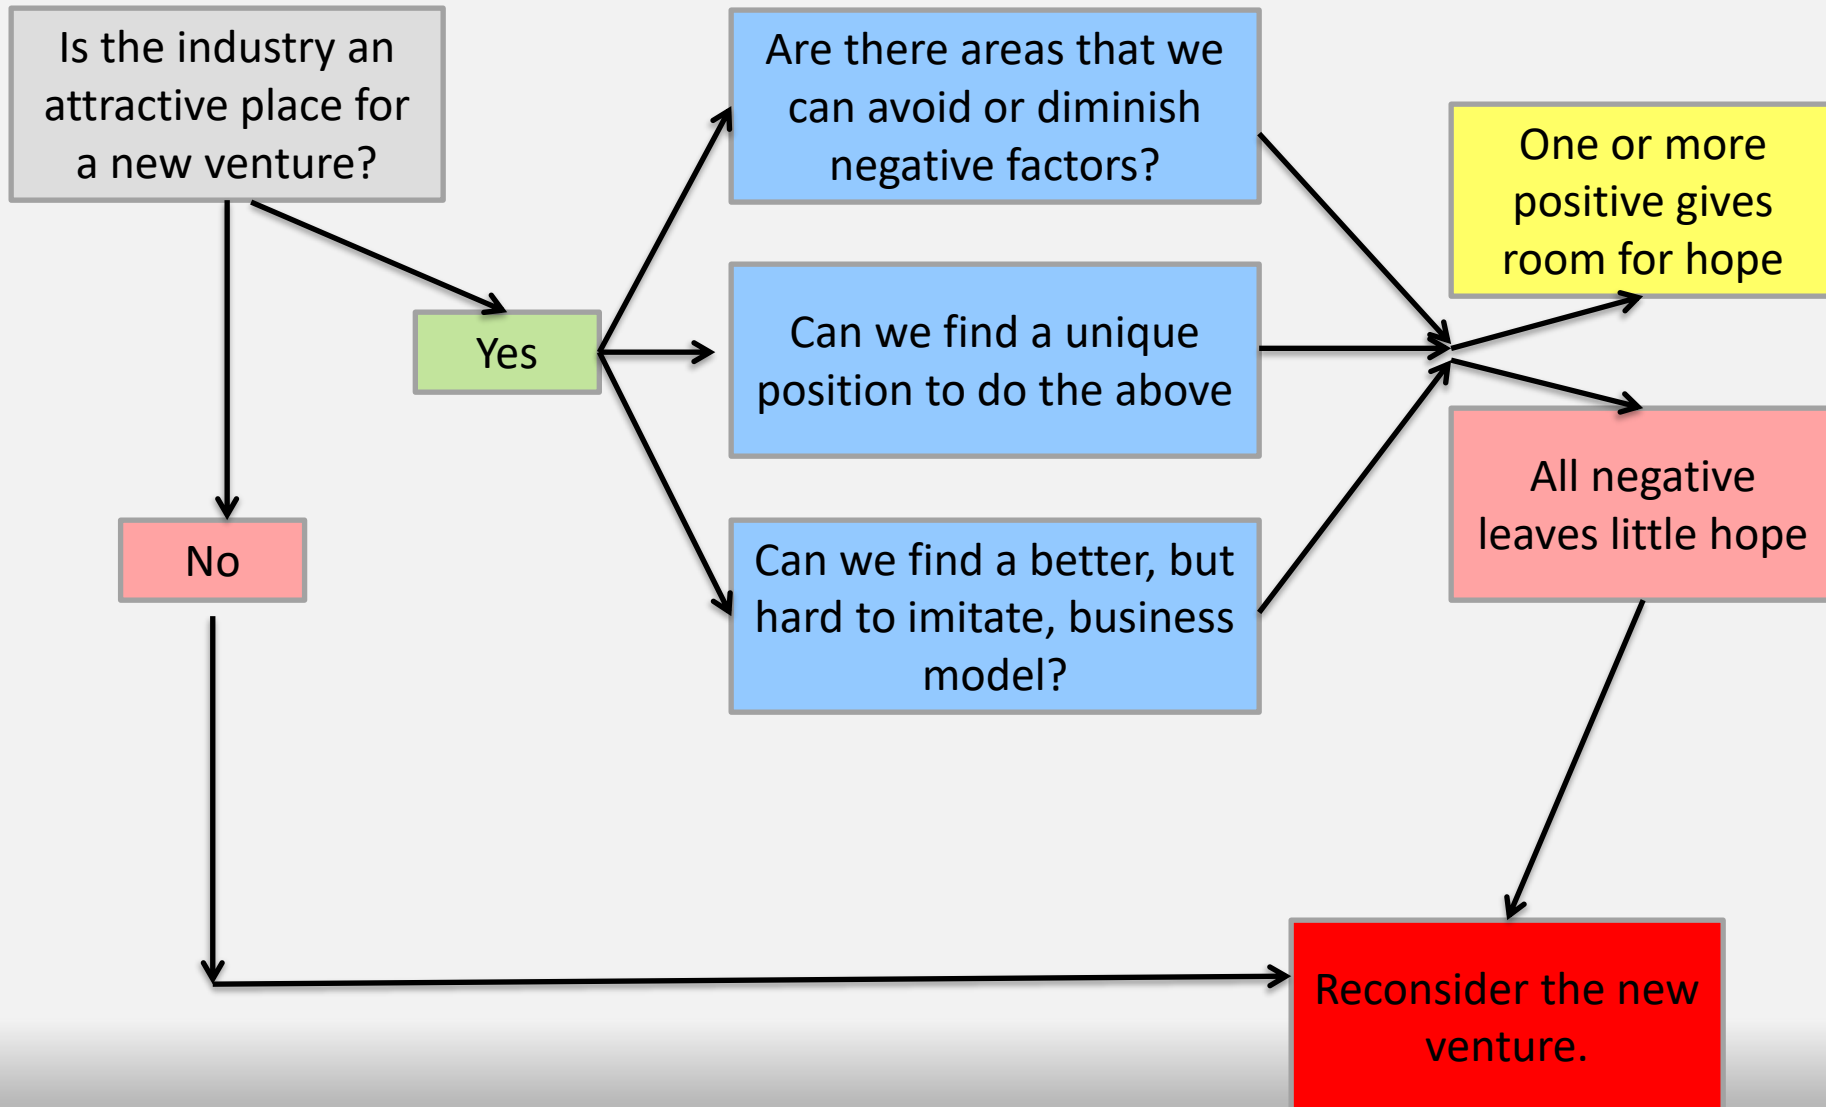 Is the industry an
attractive place for
a new venture?
Yes
No
Are there areas that we
can avoid or diminish
negative factors?
Can we find a unique
position to do the above
Can we find a better, but
hard to imitate, business
model?
One or more
positive gives
room for hope
All negative
leaves little hope
Reconsider the new
venture.